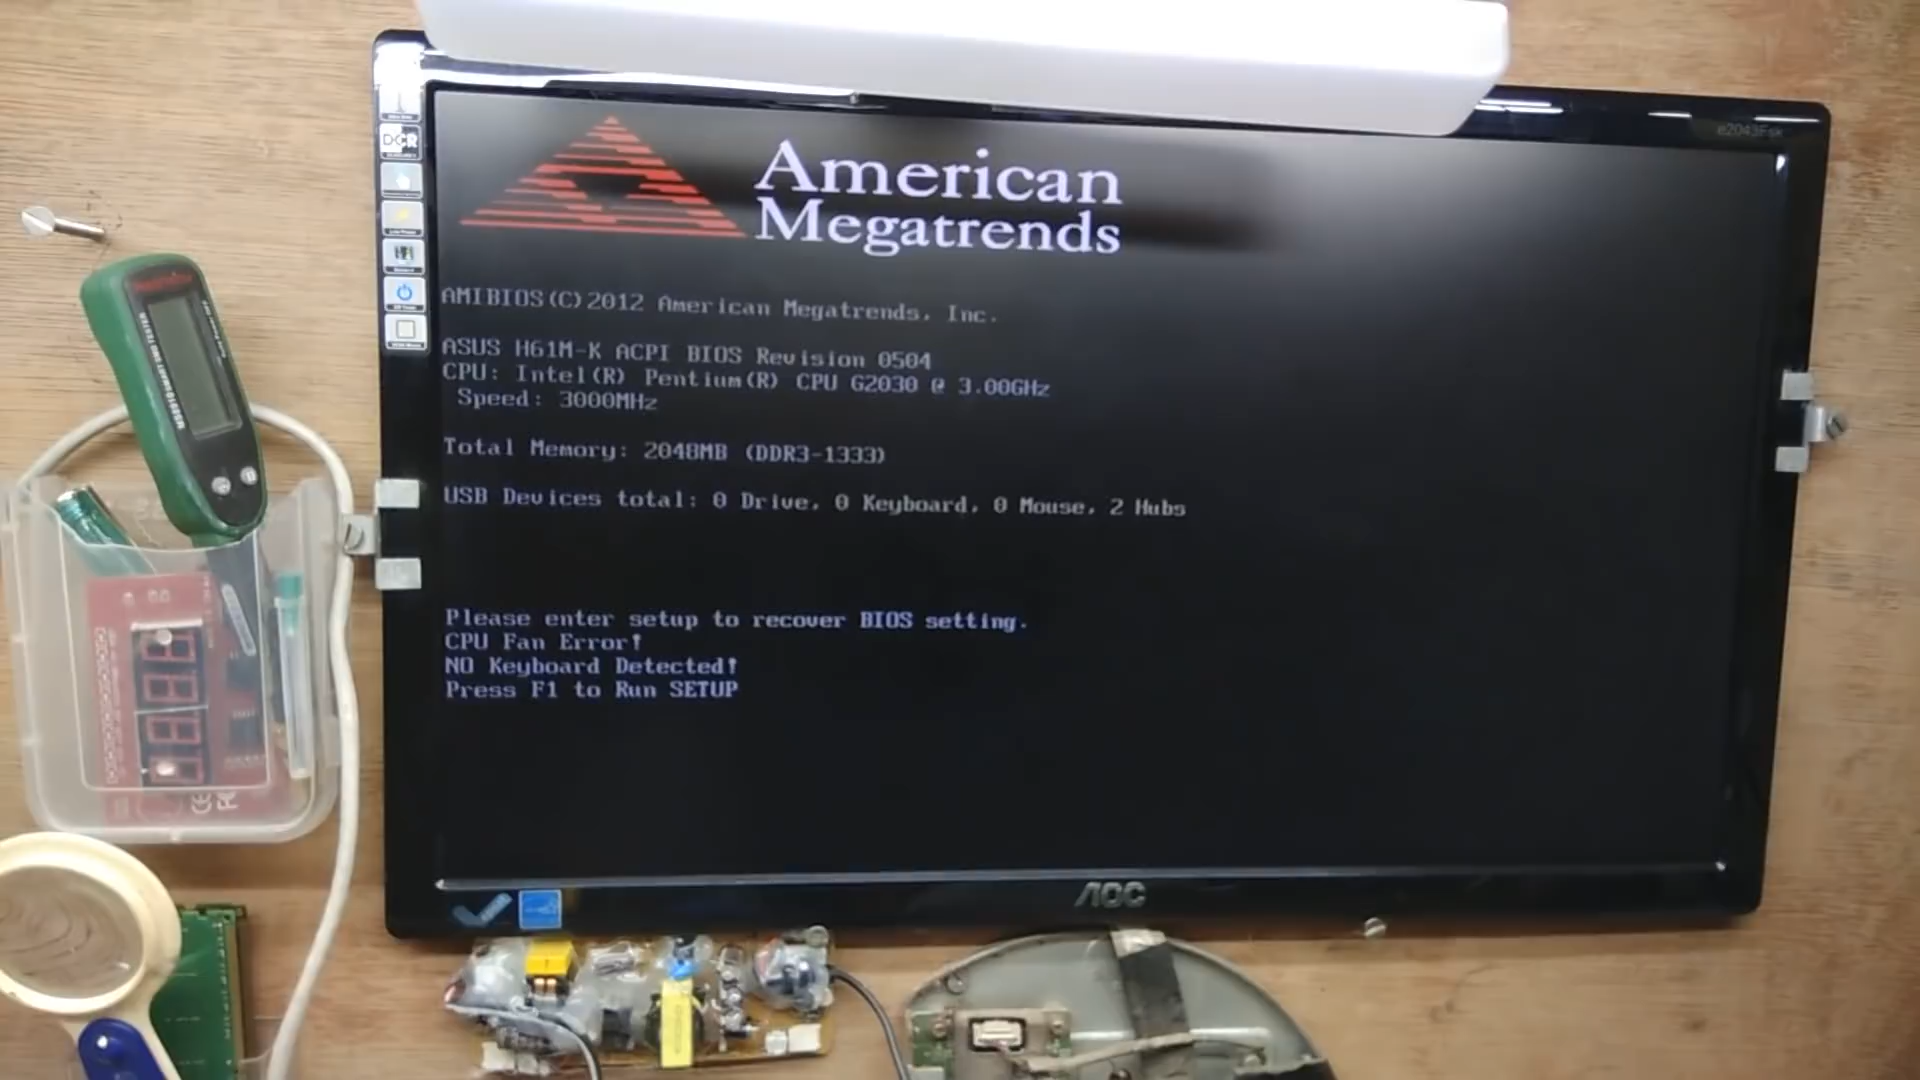 e2043Fsk
DCR
American
Megatrends
AMIBIOS(C)2012 American Megatrends, Inc.
ASUS H61M-K ACPI BIOS Revision 0504
CPU: Intel(R) Pentium(R) CPU G2030 @ 3.00GHz
Speed: 3000MHz
Total Memory: 2048MB (DDR3-1333)
USB Devices total: 0 Drive, 0 Keyboard, 0 Mouse, 2 Hubs
Please enter setup to recover BIOS setting.
CPU Fan Error!
NO Keyboard Detected!
Press F1 to Run SETUP
AOC